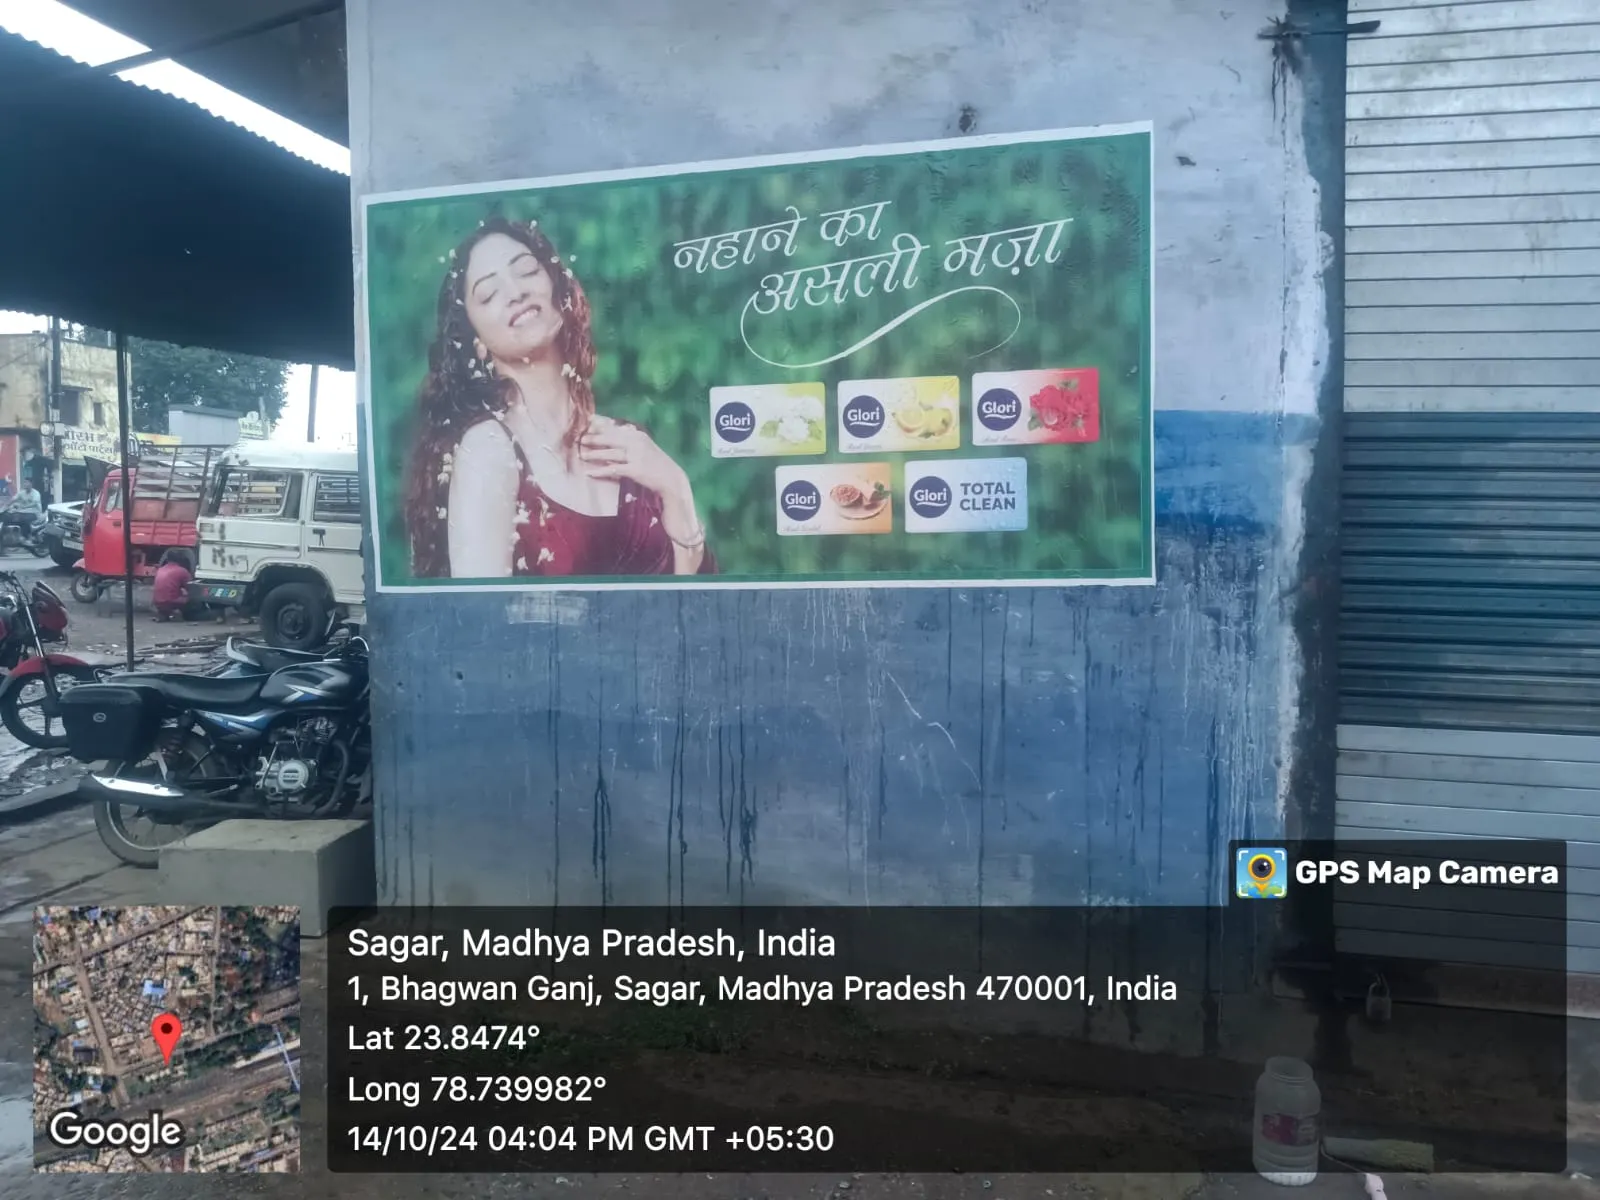 नहाने का
असली मज़ा
Glori
Glori
Glori
Glori
Glori
TOTAL
CLEAN
SPEED
GPS Map Camera
Sagar, Madhya Pradesh, India
1, Bhagwan Ganj, Sagar, Madhya Pradesh 470001, India
Lat 23.8474°
Long 78.739982°
14/10/24 04:04 PM GMT +05:30
Google